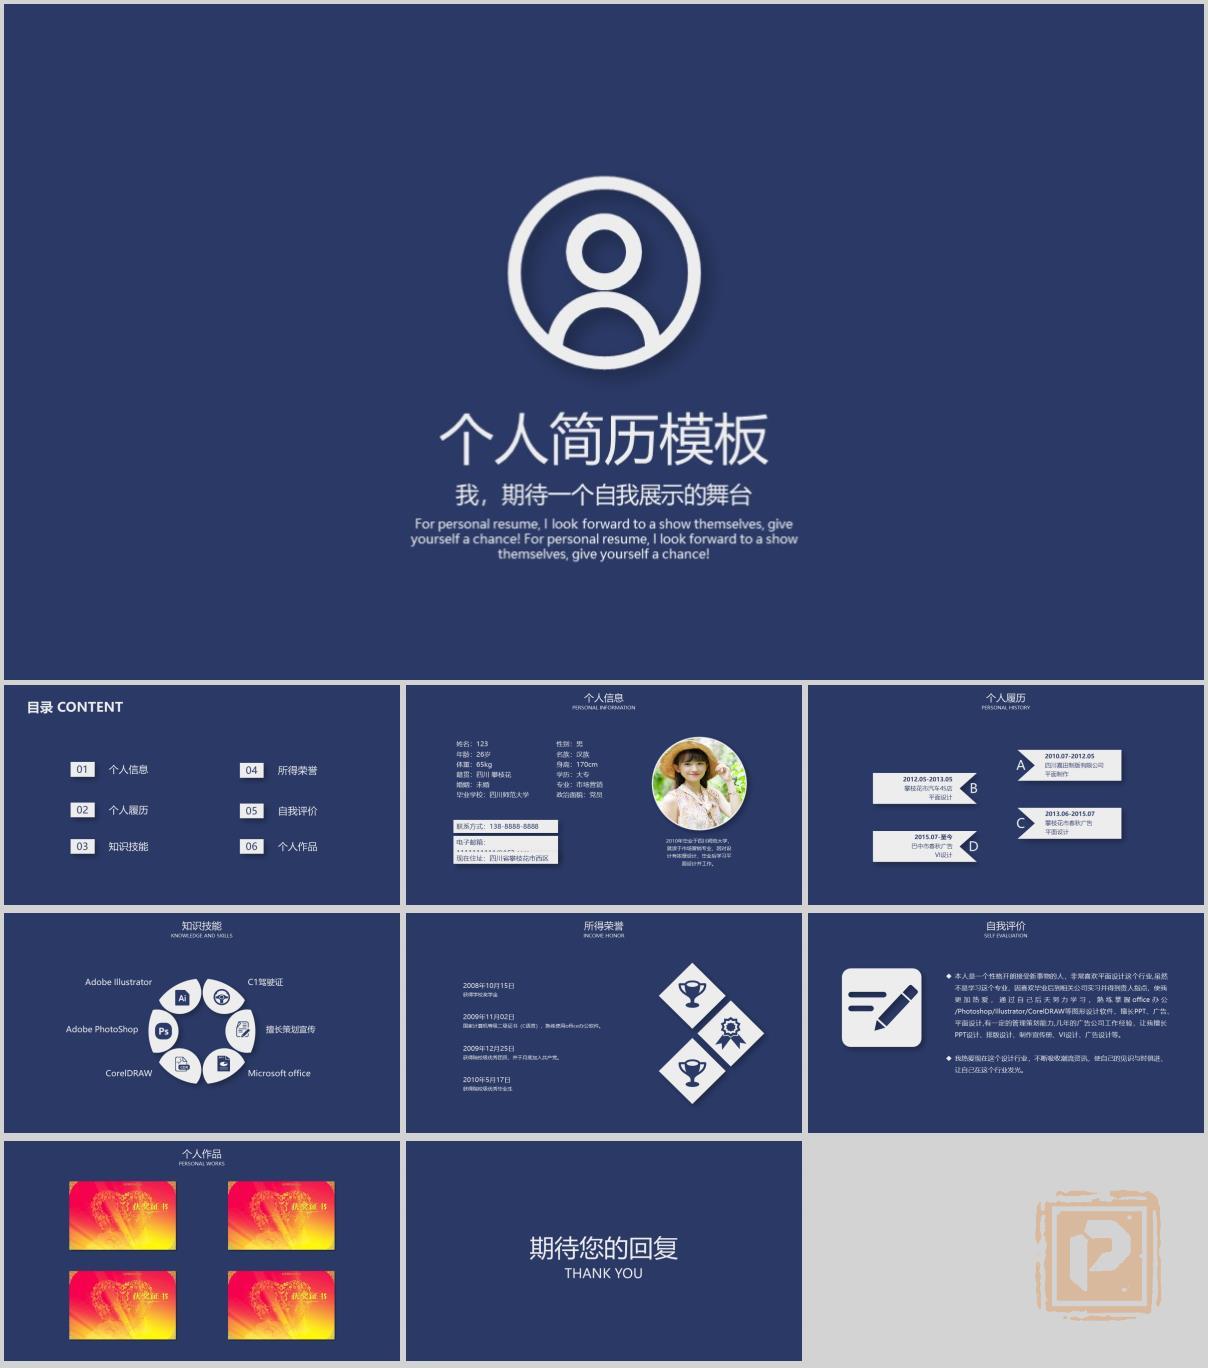 个人简历模板
我，期待一个自我展示的舞台
For personal resume, I look forward to a show themselves, give
yourself a chance! For personal resume, I look forward to a show
themselves, give yourself a chance!
目录 CONTENT
01 个人信息
04 所得荣誉
02 个人履历
05 自我评价
03 知识技能
06 个人作品
个人信息
PERSONAL INFORMATION
姓名：123
性别：男
年龄：26岁
名族：汉族
体重：65kg
身高：170cm
籍贯：四川 攀枝花
学历：大专
婚姻：未婚
专业：市场营销
毕业学校：四川师范大学
政治面貌：党员
联系方式：138-8888-8888
电子邮箱：
现在住址：四川省攀枝花市西区
2010年毕业于四川师范大学，
就读于市场营销专业，因对设
计有浓厚设计，毕业后学习平
面设计并工作。
个人履历
PERSONAL HISTORY
A
2010.07-2012.05
四川嘉田制版有限公司
平面制作
2012.05-2013.05
攀枝花市汽车4S店
平面设计
B
C
2013.06-2015.07
攀枝花市春秋广告
平面设计
2015.07-至今
巴中市春秋广告
VI设计
D
知识技能
KNOWLEDGE AND SKILLS
Adobe Illustrator
Ai
C1驾驶证
Adobe PhotoShop
Ps
擅长策划宣传
CorelDRAW
Microsoft office
所得荣誉
INCOME HONOR
2008年10月15日
获得学校奖学金
2009年11月02日
国家计算机等级二级证书（C语言），熟练使用office办公软件。
2009年12月25日
获得院校级优秀团员，并于月底加入共产党。
2010年5月17日
获得院校级优秀毕业生
自我评价
SELF EVALUATION
◆ 本人是一个性格开朗接受新事物的人，非常喜欢平面设计这个行业,虽然
不是学习这个专业，因喜欢毕业后到相关公司实习并得到贵人指点，使我
更加热爱，通过自己后天努力学习，熟练掌握office办公
/Photoshop/Illustrator/CorelDRAW等图形设计软件，擅长PPT、广告、
平面设计,有一定的管理策划能力,几年的广告公司工作经验，让我擅长
PPT设计、排版设计、制作宣传册、VI设计、广告设计等。
◆ 我热爱现在这个设计行业，不断吸收潮流资讯，使自己的见识与时俱进，
让自己在这个行业发光。
个人作品
PERSONAL WORKS
获奖证书
获奖证书
获奖证书
获奖证书
期待您的回复
THANK YOU
P